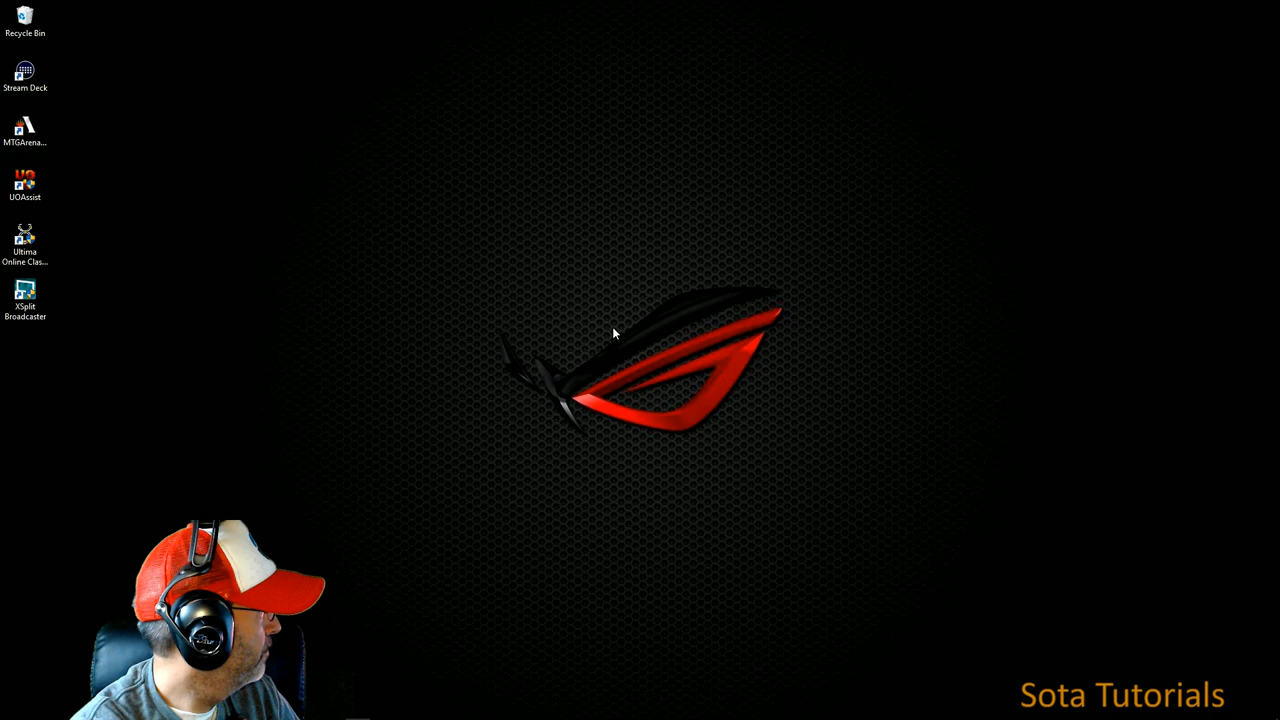 Recycle Bin
Stream Deck
MTGArena...
UOAssist
Ultima
Online Clas...
XSplit
Broadcaster
Sota Tutorials